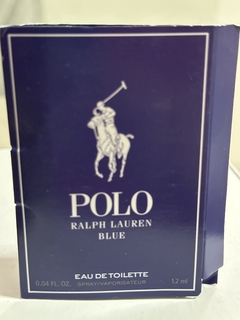 POLO
RALPH LAUREN
BLUE
EAU DE TOILETTE
0.04 FL. OZ. SPRAY/VAPORISATEUR 1.2 ml